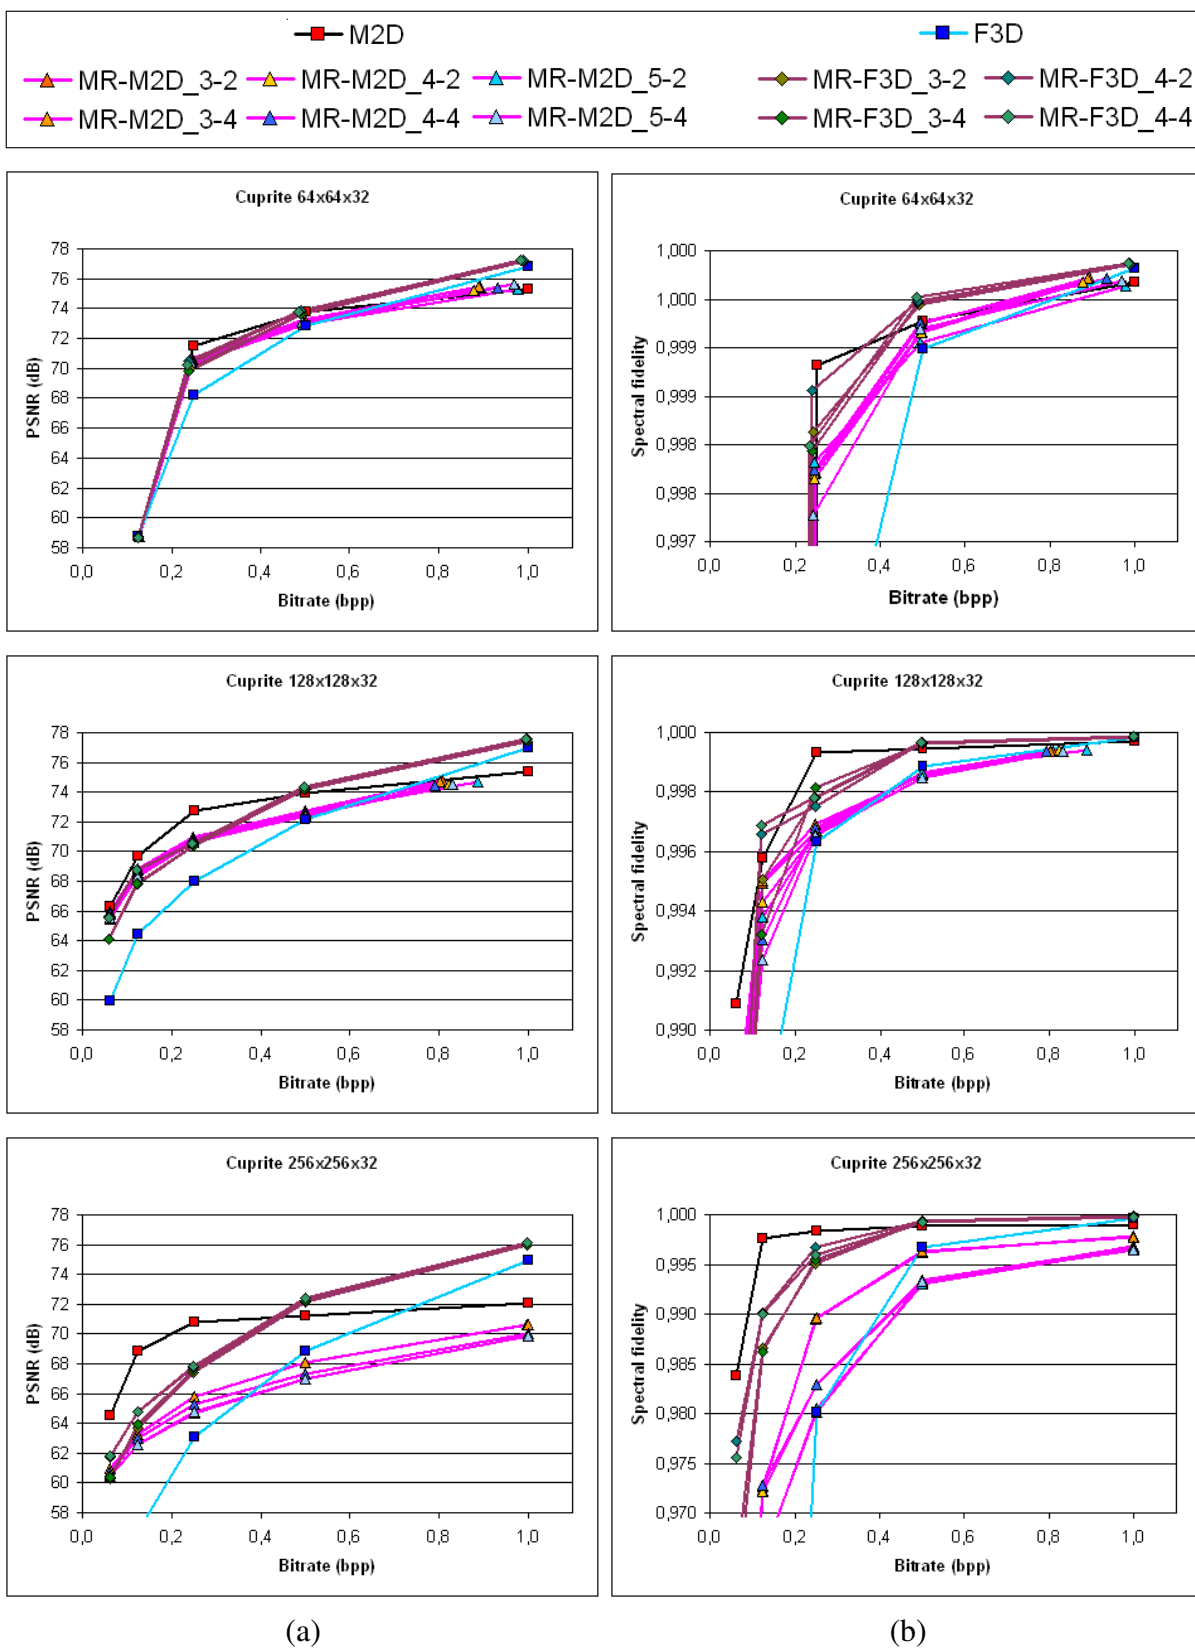 M2D
F3D
MR-M2D_3-2
MR-M2D_4-2
MR-M2D_5-2
MR-F3D_3-2
MR-F3D_4-2
MR-M2D_3-4
MR-M2D_4-4
MR-M2D_5-4
MR-F3D_3-4
MR-F3D_4-4
Cuprite 64x64x32
PSNR (dB)
78
76
74
72
70
68
66
64
62
60
58
0,0
0,2
0,4
0,6
0,8
1,0
Bitrate (bpp)
Cuprite 64x64x32
Spectral fidelity
1,000
1,000
0,999
0,999
0,998
0,998
0,997
0,0
0,2
0,4
0,6
0,8
1,0
Bitrate (bpp)
Cuprite 128x128x32
PSNR (dB)
78
76
74
72
70
68
66
64
62
60
58
0,0
0,2
0,4
0,6
0,8
1,0
Bitrate (bpp)
Cuprite 128x128x32
Spectral fidelity
1,000
0,998
0,996
0,994
0,992
0,990
0,0
0,2
0,4
0,6
0,8
1,0
Bitrate (bpp)
Cuprite 256x256x32
PSNR (dB)
78
76
74
72
70
68
66
64
62
60
58
0,0
0,2
0,4
0,6
0,8
1,0
Bitrate (bpp)
Cuprite 256x256x32
Spectral fidelity
1,000
0,995
0,990
0,985
0,980
0,975
0,970
0,0
0,2
0,4
0,6
0,8
1,0
Bitrate (bpp)
(a)
(b)